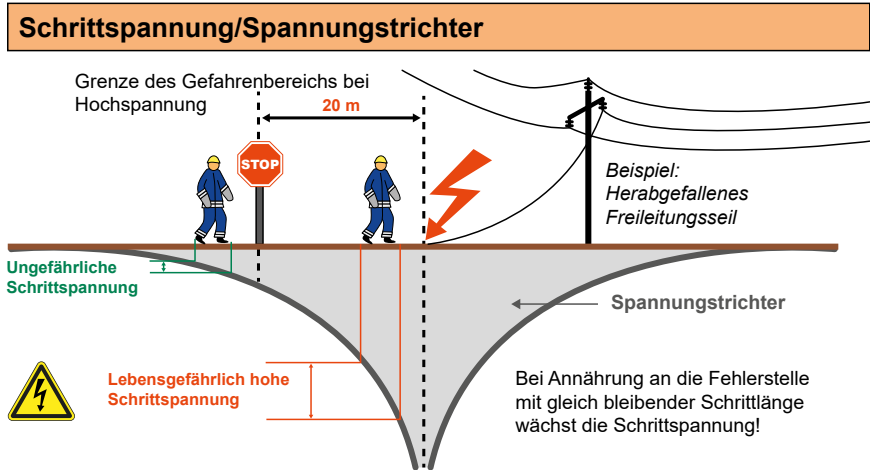 Schrittspannung/Spannungstrichter
Grenze des Gefahrenbereichs bei
Hochspannung
20 m
STOP
Beispiel:
Herabgefallenes
Freileitungsseil
Ungefährliche
Schrittspannung
Spannungstrichter
Lebensgefährlich hohe
Schrittspannung
Bei Annährung an die Fehlerstelle
mit gleich bleibender Schrittlänge
wächst die Schrittspannung!